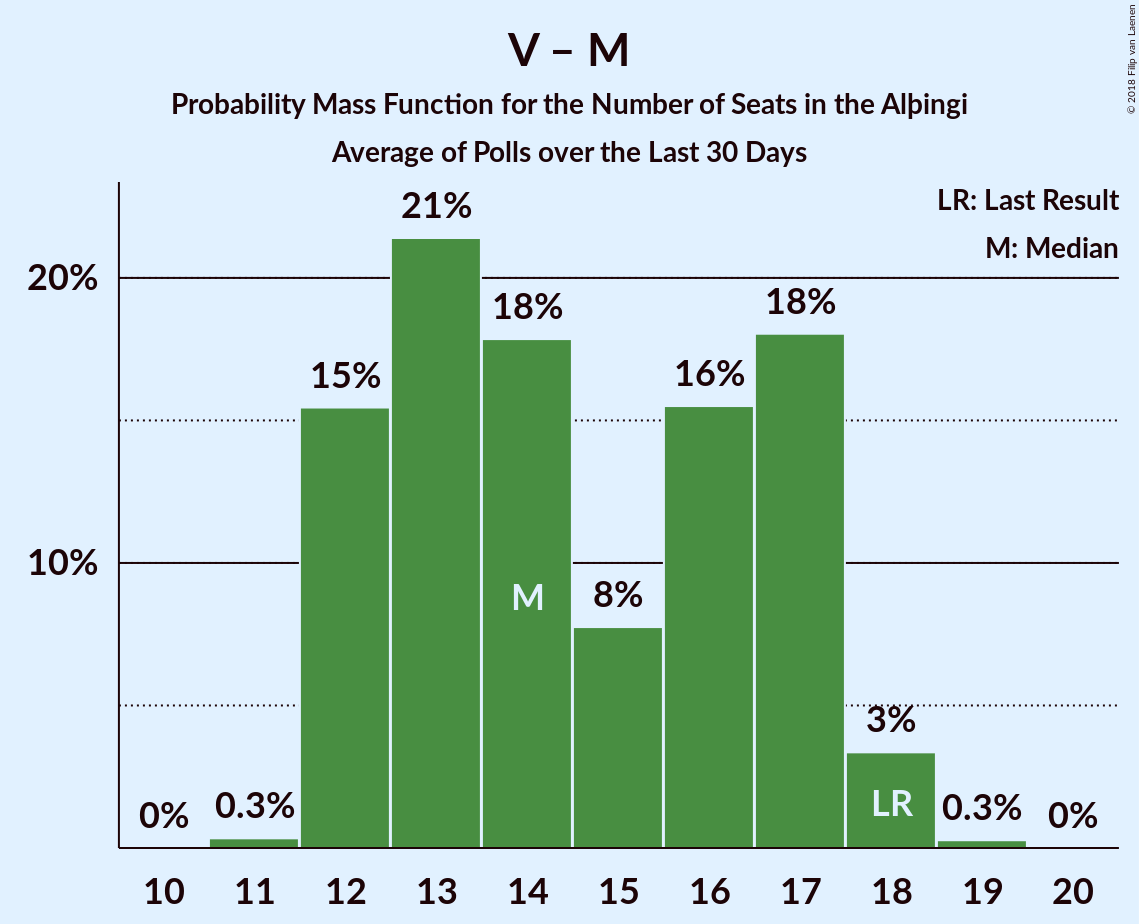 V – M
Probability Mass Function for the Number of Seats in the Alþingi
Average of Polls over the Last 30 Days
© 2018 Filip van Laenen
LR: Last Result
M: Median
20%
10%
0%
0.3%
15%
21%
18%
8%
16%
18%
3%
0.3%
0%
M
LR
10 11 12 13 14 15 16 17 18 19 20